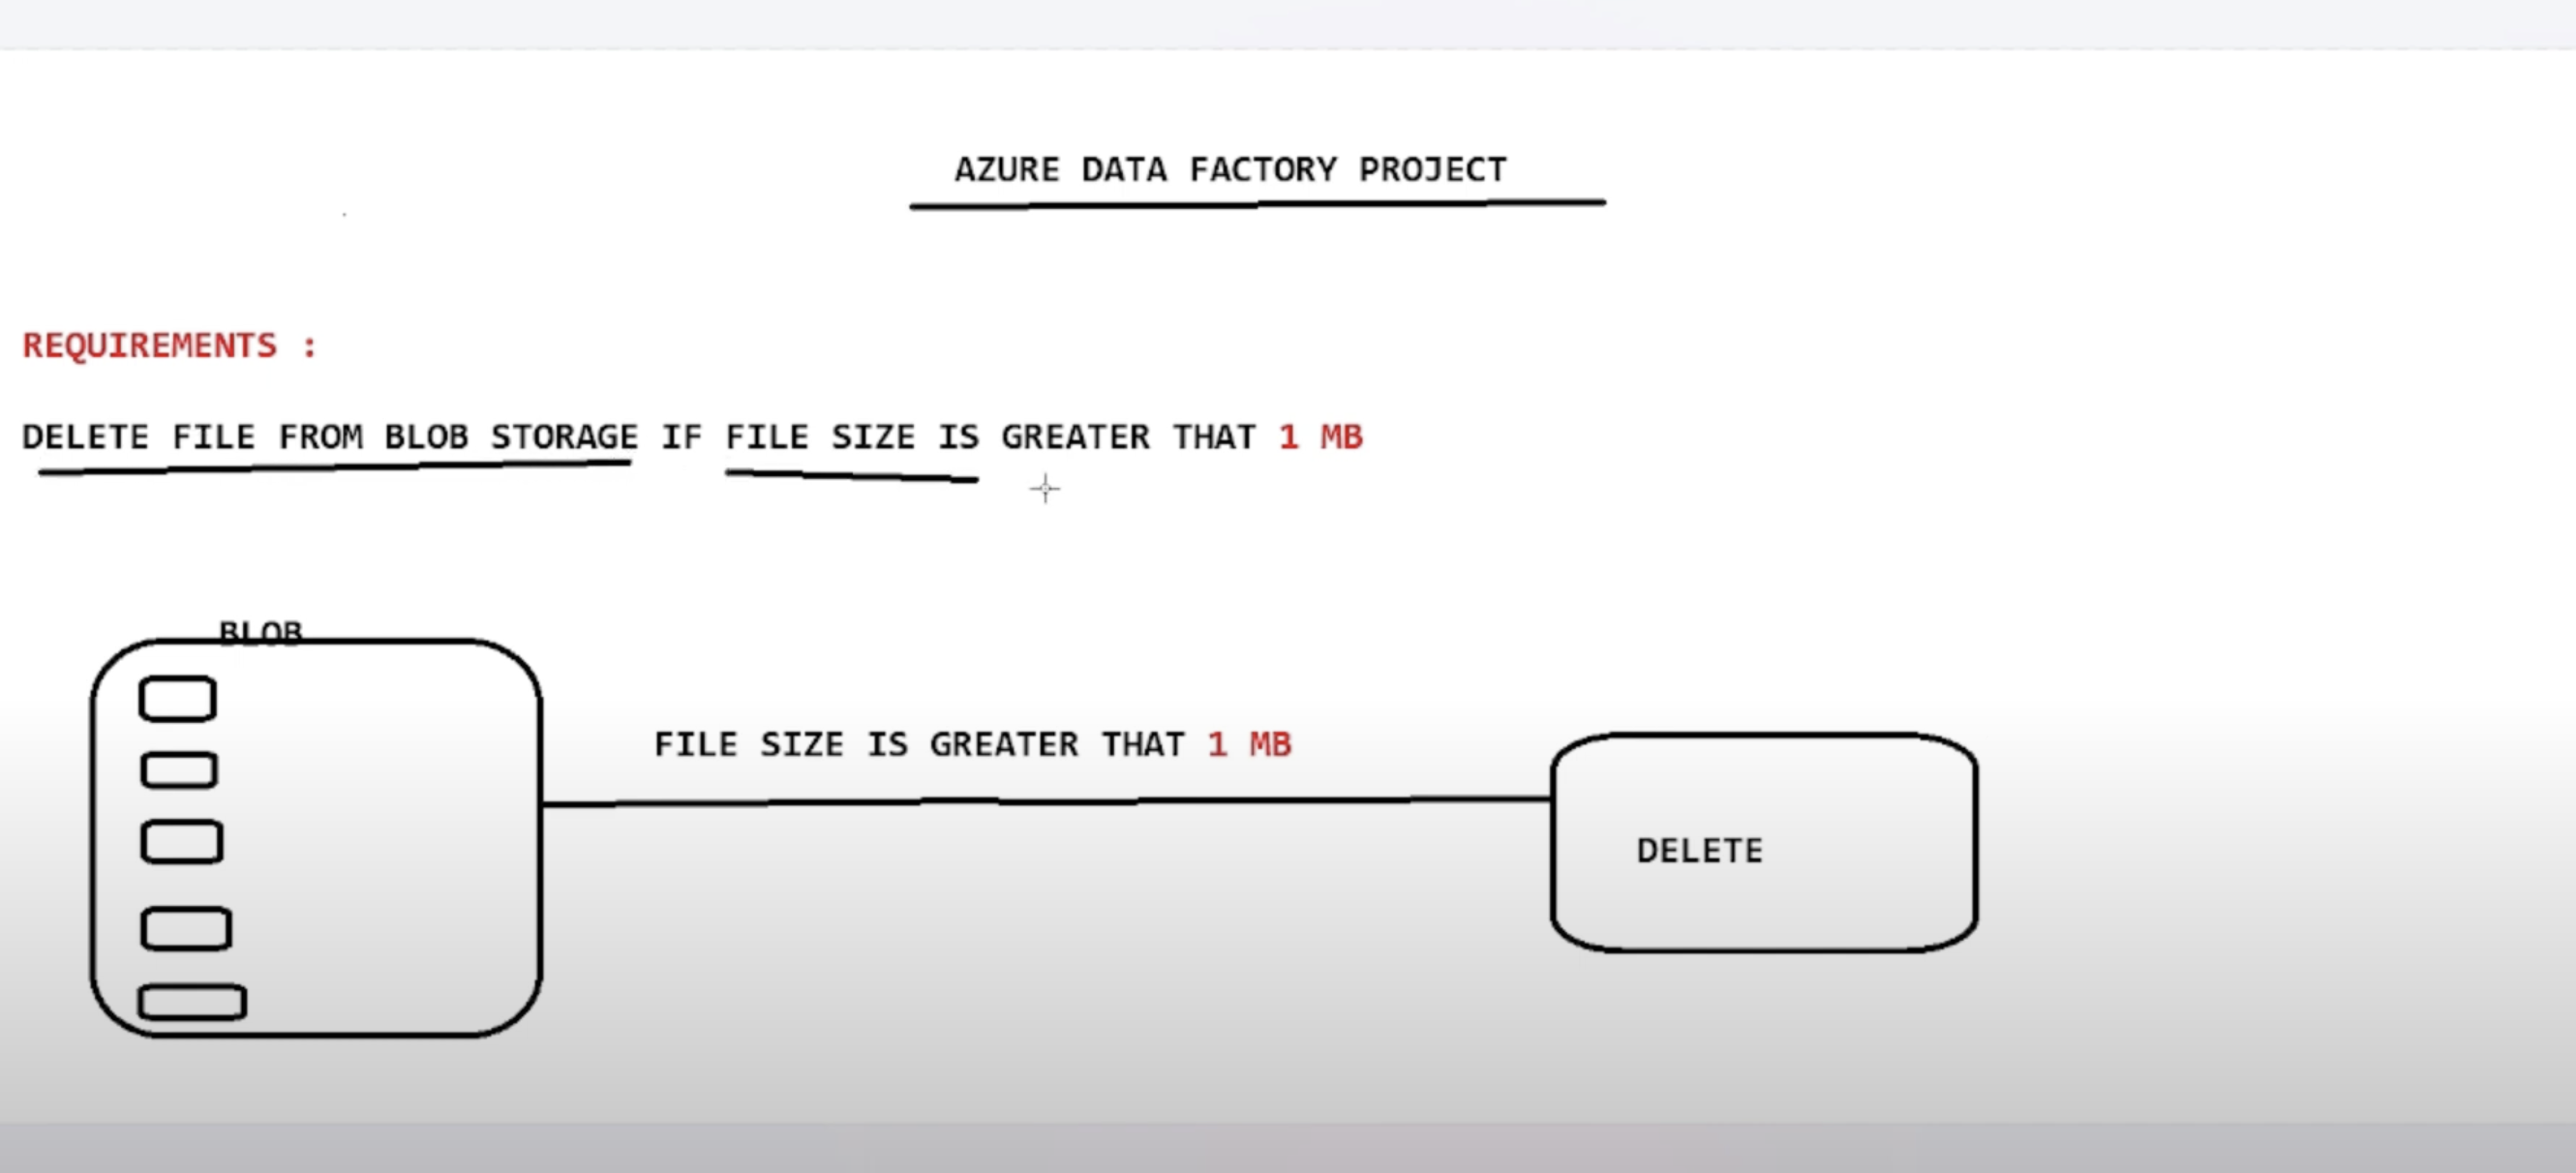 AZURE DATA FACTORY PROJECT
REQUIREMENTS :
DELETE FILE FROM BLOB STORAGE IF FILE SIZE IS GREATER THAT 1 MB
BLOB
FILE SIZE IS GREATER THAT 1 MB
DELETE